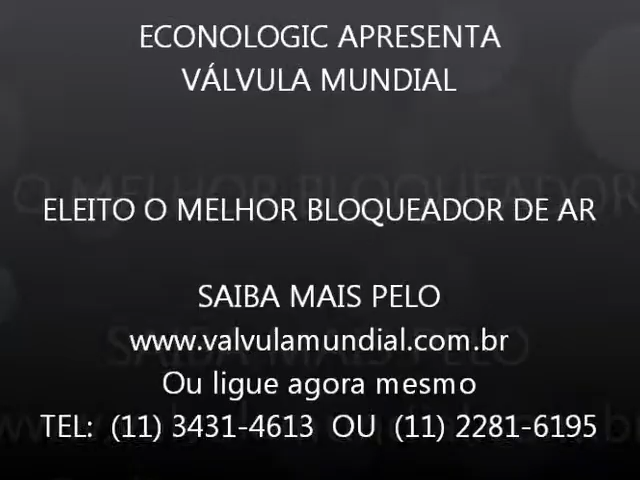 ECONOLOGIC APRESENTA
VÁLVULA MUNDIAL
ELEITO O MELHOR BLOQUEADOR DE AR
SAIBA MAIS PELO
www.valvulamundial.com.br
Ou ligue agora mesmo
TEL: (11) 3431-4613 OU (11) 2281-6195